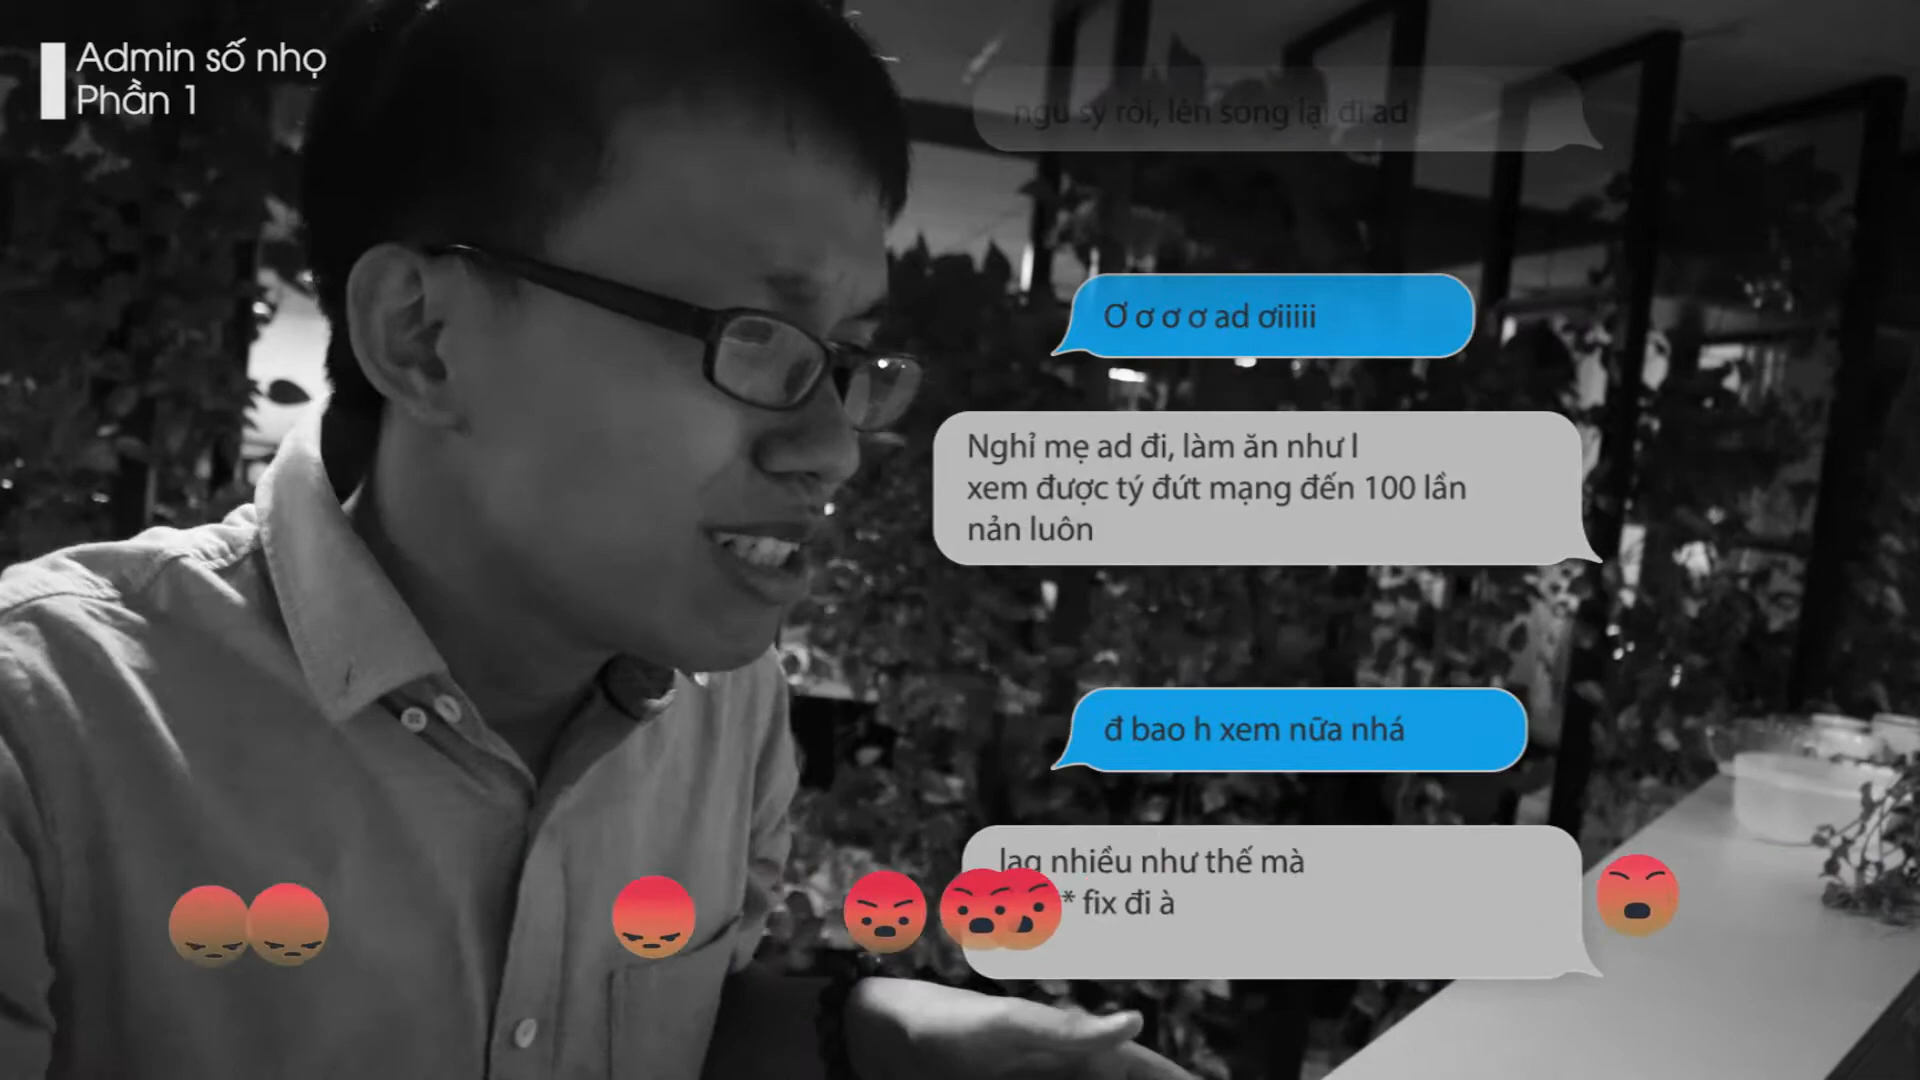 Admin số nhọ
Phần 1
ngu sy rồi, lên sóng lại đi ad
Ơ ơ ơ ơ ad ơiiiii
Nghỉ mẹ ad đi, làm ăn như l
xem được tý đứt mạng đến 100 lần
nản luôn
đ bao h xem nữa nhá
lag nhiều như thế mà
* fix đi à